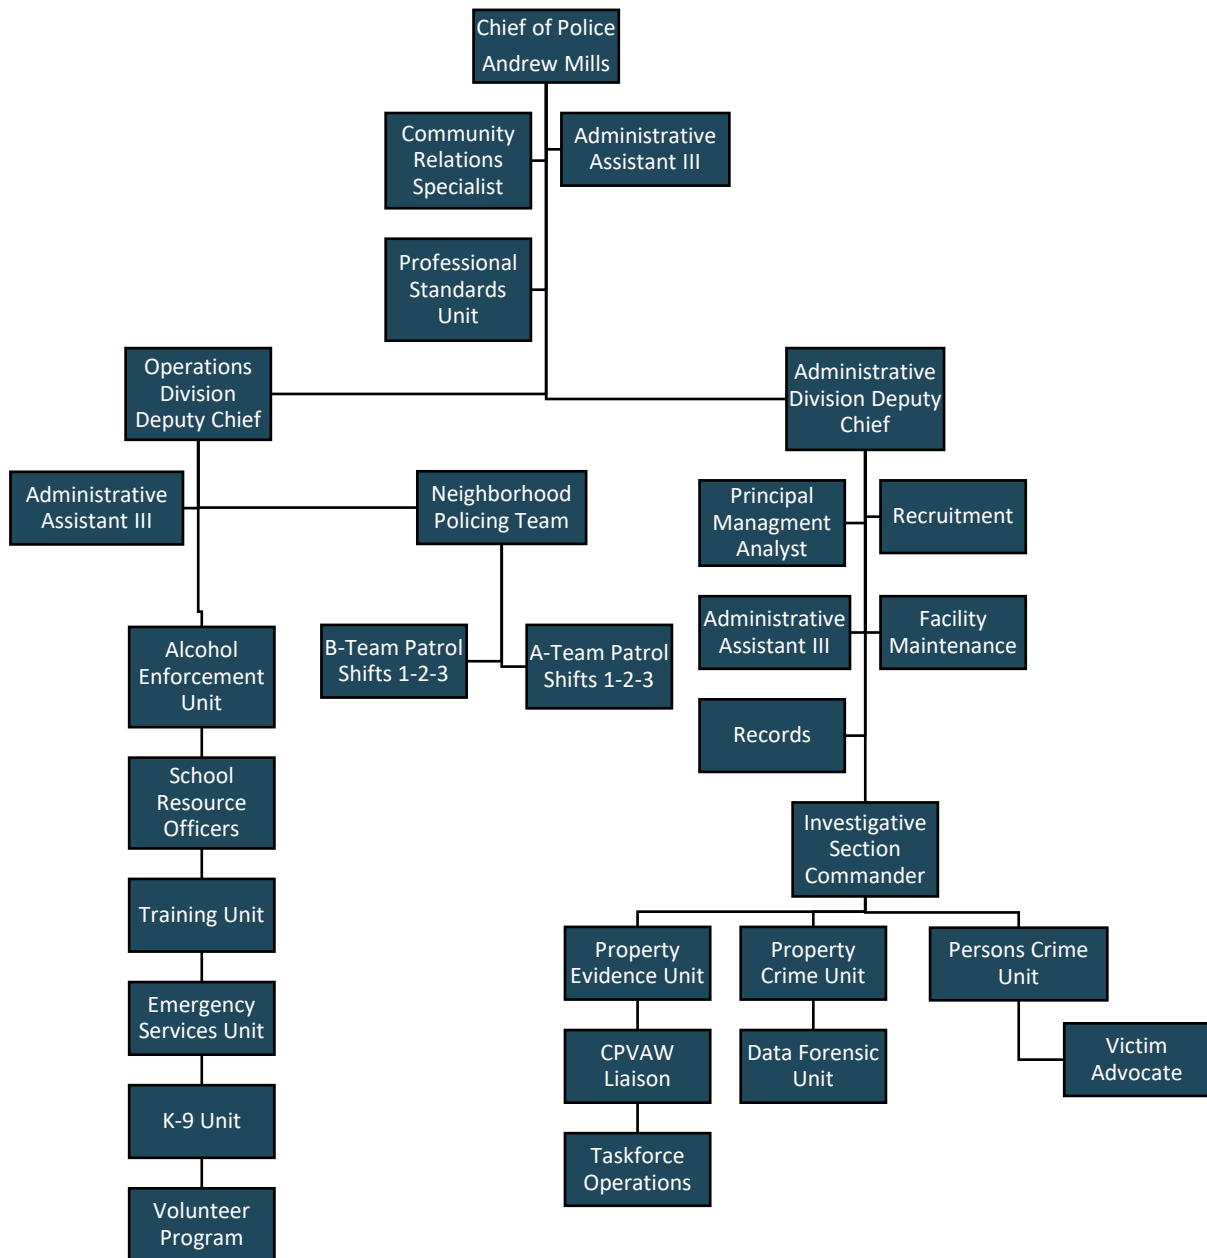 Chief of Police
Andrew Mills
Community
Relations
Specialist
Administrative
Assistant III
Professional
Standards
Unit
Operations
Division
Deputy Chief
Administrative
Division Deputy
Chief
Administrative
Assistant III
Neighborhood
Policing Team
Principal
Managment
Analyst
Recruitment
B-Team Patrol
Shifts 1-2-3
A-Team Patrol
Shifts 1-2-3
Administrative
Assistant III
Facility
Maintenance
Alcohol
Enforcement
Unit
Records
School
Resource
Officers
Investigative
Section
Commander
Training Unit
Property
Evidence Unit
Property
Crime Unit
Persons Crime
Unit
Emergency
Services Unit
CPVAW
Liaison
Data Forensic
Unit
Victim
Advocate
K-9 Unit
Taskforce
Operations
Volunteer
Program